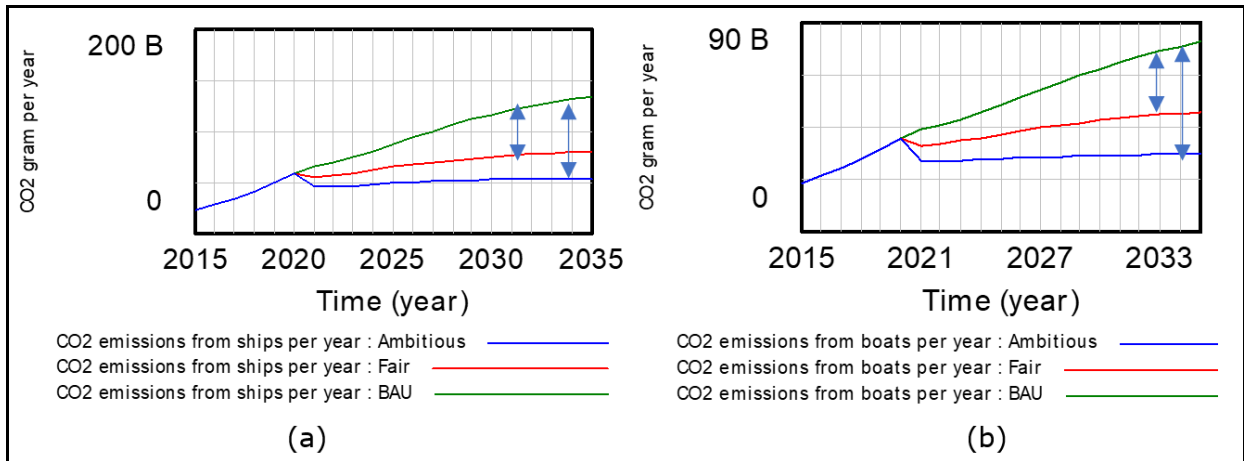 CO2 gram per year
200 B
0
2015 2020 2025 2030 2035
Time (year)
CO2 emissions from ships per year : Ambitious
CO2 emissions from ships per year : Fair
CO2 emissions from ships per year : BAU
(a)
CO2 gram per year
90 B
0
2015 2021 2027 2033
Time (year)
CO2 emissions from boats per year : Ambitious
CO2 emissions from boats per year : Fair
CO2 emissions from boats per year : BAU
(b)